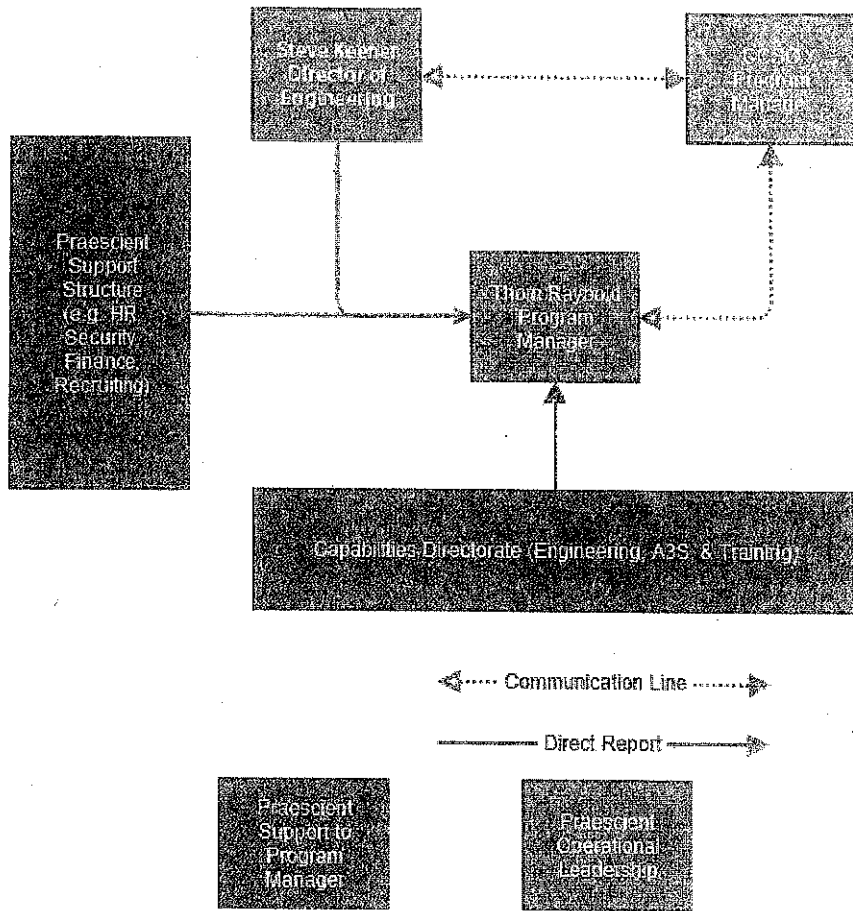 Steve Keener
Director of
Engineering
Product
Manager
Praescient
Support
Structure
(e.g. HR
Security
Finance,
Recruiting)
Thom Raybold
Program
Manager
Capabilities Directorate (Engineering, A3S, & Training)
Communication Line
Direct Report
Praescient
Support to
Program
Manager
Praescient
Operational
Leadership